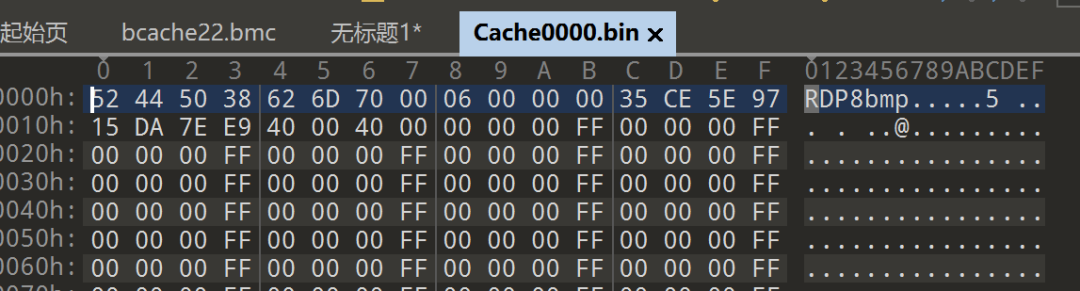 起始页 bcache22.bmc 无标题1* Cache0000.bin ×
0 1 2 3 4 5 6 7 8 9 A B C D E F 0123456789ABCDEF
0000h: 52 44 50 38 62 6D 70 00 06 00 00 00 35 CE 5E 97 RDP8bmp.....5 ..
0010h: 15 DA 7E E9 40 00 40 00 00 00 00 FF 00 00 00 FF . . ..@.........
0020h: 00 00 00 FF 00 00 00 FF 00 00 00 FF 00 00 00 FF ................
0030h: 00 00 00 FF 00 00 00 FF 00 00 00 FF 00 00 00 FF ................
0040h: 00 00 00 FF 00 00 00 FF 00 00 00 FF 00 00 00 FF ................
0050h: 00 00 00 FF 00 00 00 FF 00 00 00 FF 00 00 00 FF ................
0060h: 00 00 00 FF 00 00 00 FF 00 00 00 FF 00 00 00 FF ................